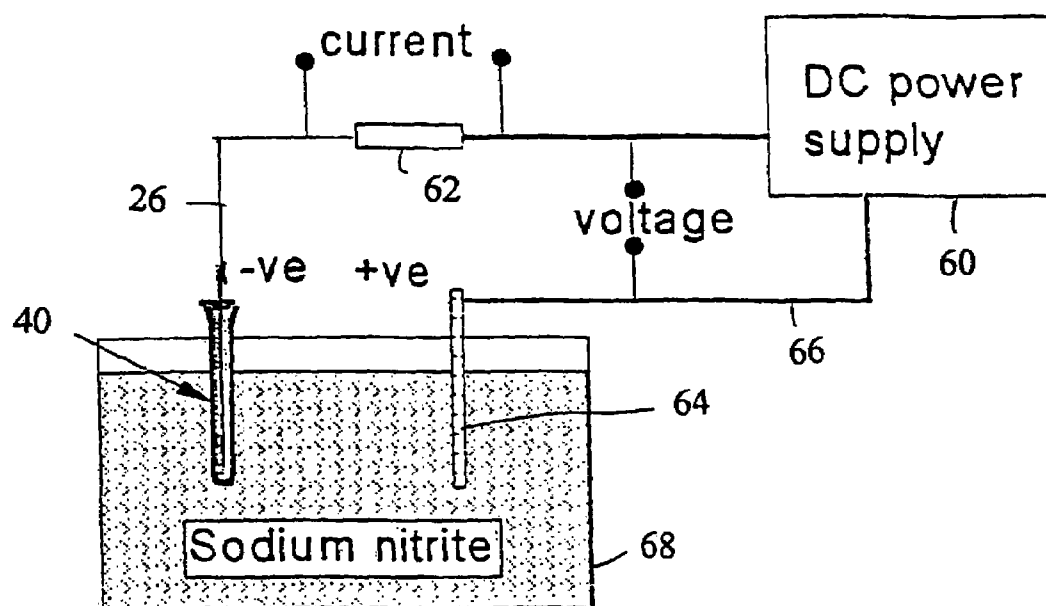 current
DC power
supply
62
26
voltage
60
-ve +ve
40
66
64
Sodium nitrite
68